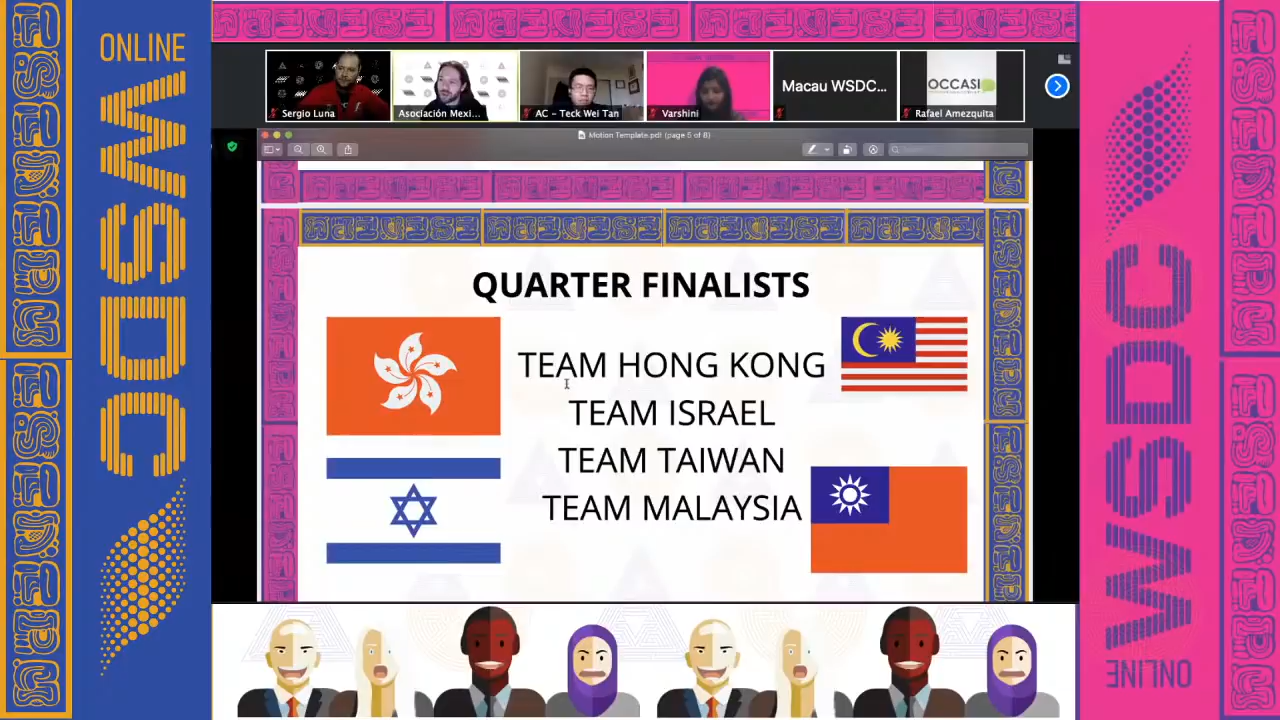 ONLINE
WSDC
Sergio Luna
Asociación Mexi...
AC - Teck Wei Tan
Macau WSDC...
Varshini
OCCASI
Rafael Amezquita
Motion Template.pdf (page 5 of 8)
QUARTER FINALISTS
TEAM HONG KONG
TEAM ISRAEL
TEAM TAIWAN
TEAM MALAYSIA
WSDC
ONLINE